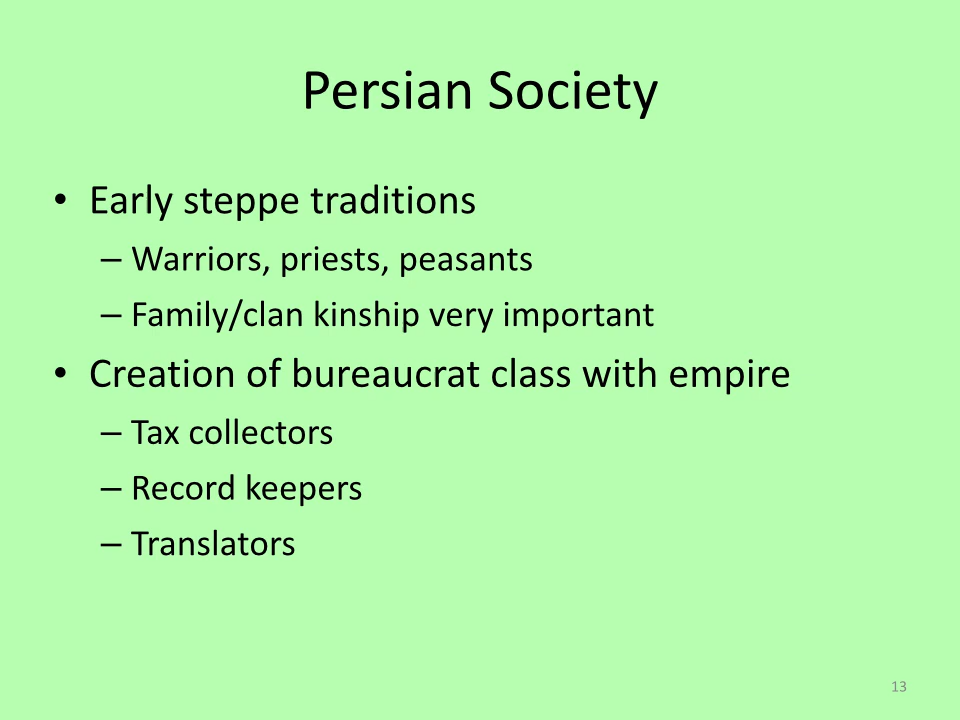 Persian Society
• Early steppe traditions
– Warriors, priests, peasants
– Family/clan kinship very important
• Creation of bureaucrat class with empire
– Tax collectors
– Record keepers
– Translators
13